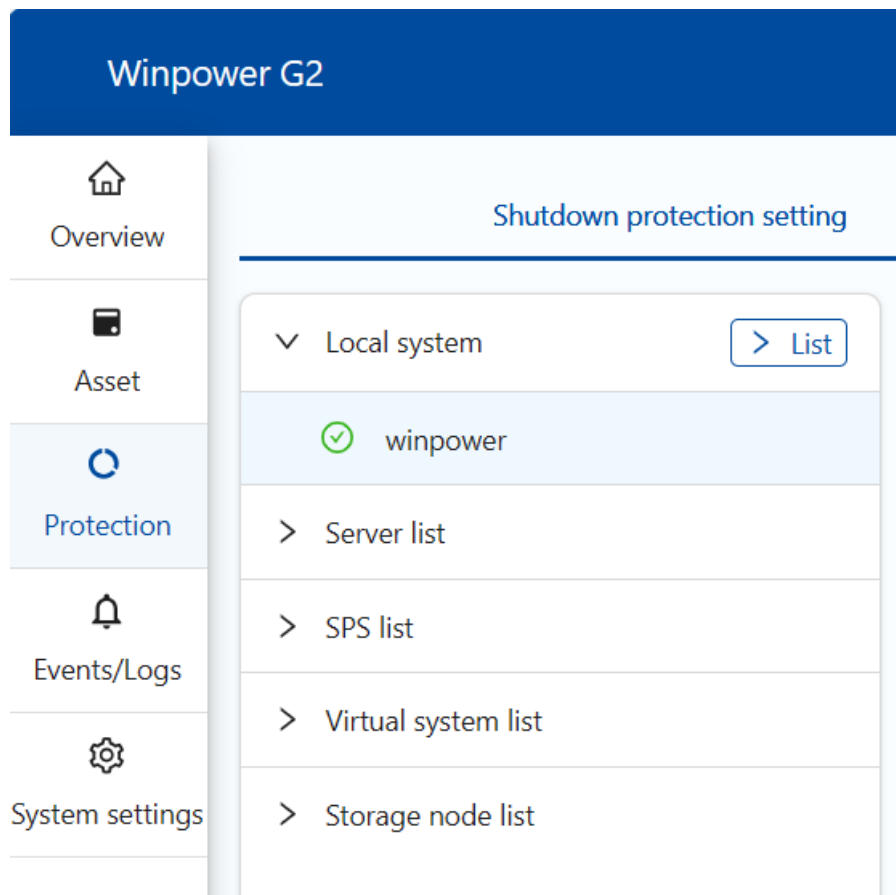 Winpower G2
Overview
Asset
Protection
Events/Logs
System settings
Shutdown protection setting
Local system
List
winpower
Server list
SPS list
Virtual system list
Storage node list